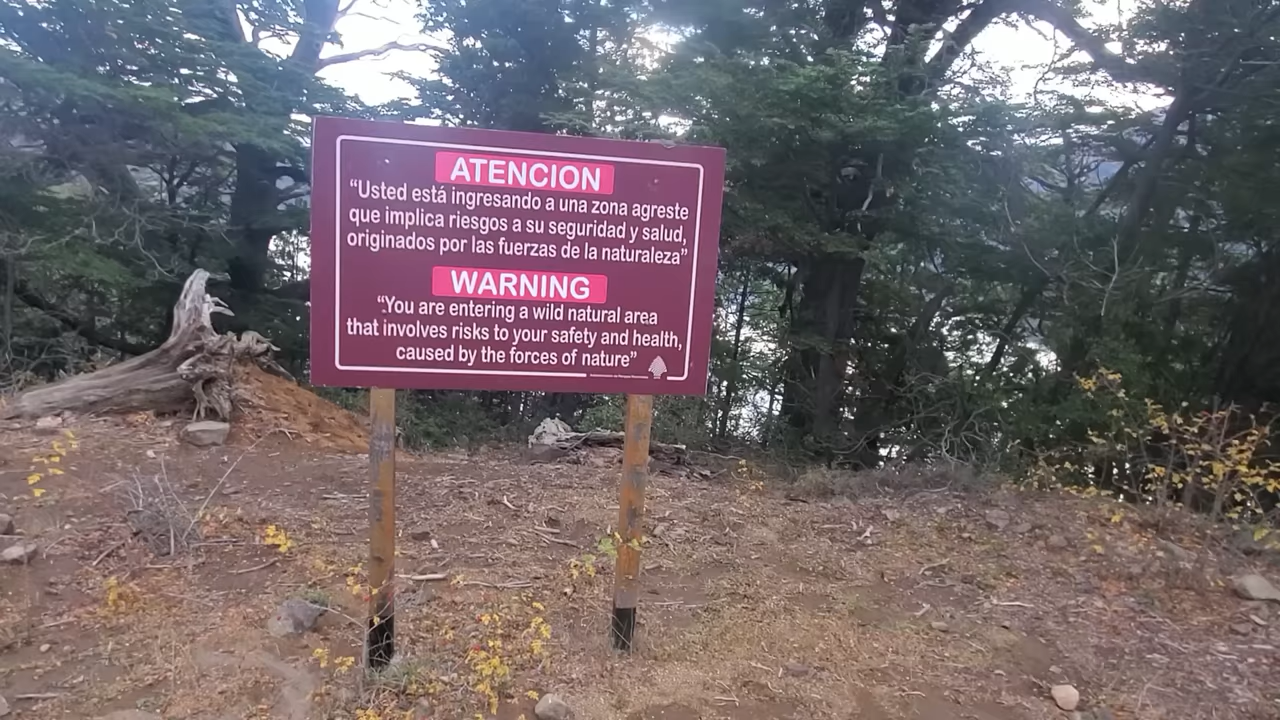 ATENCION
“Usted está ingresando a una zona agreste
que implica riesgos a su seguridad y salud,
originados por las fuerzas de la naturaleza”
WARNING
“You are entering a wild natural area
that involves risks to your safety and health,
caused by the forces of nature”